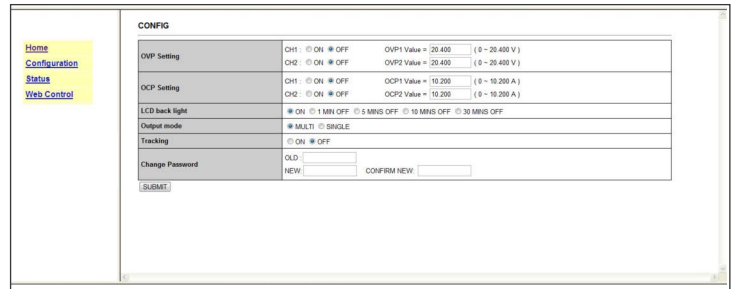 CONFIG
Home
Configuration
Status
Web Control
OVP Setting
CH1 : ON OFF OVP1 Value = 20.400 ( 0 ~ 20.400 V )
CH2 : ON OFF OVP2 Value = 20.400 ( 0 ~ 20.400 V )
OCP Setting
CH1 : ON OFF OCP1 Value = 10.200 ( 0 ~ 10.200 A )
CH2 : ON OFF OCP2 Value = 10.200 ( 0 ~ 10.200 A )
LCD back light ON 1 MIN OFF 5 MINS OFF 10 MINS OFF 30 MINS OFF
Output mode MULTI SINGLE
Tracking ON OFF
Change Password
OLD :
NEW: CONFIRM NEW:
SUBMIT